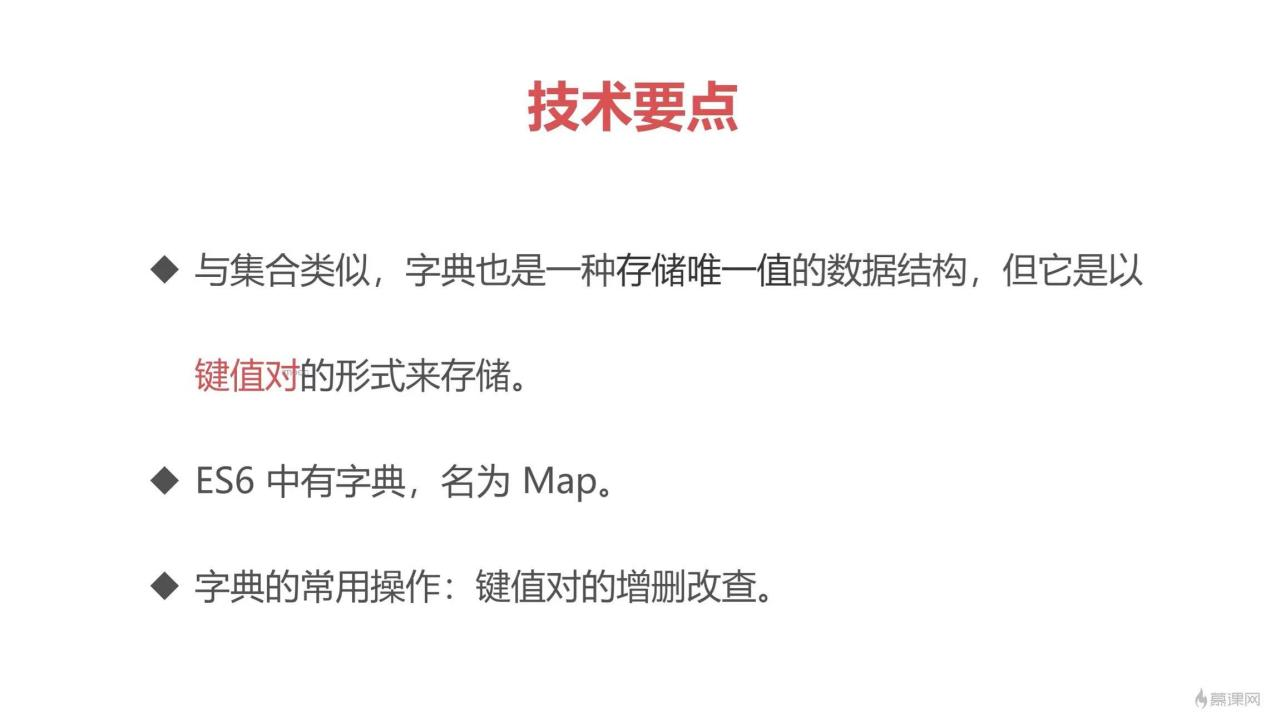 技术要点
◆ 与集合类似，字典也是一种存储唯一值的数据结构，但它是以
键值对的形式来存储。
◆ ES6 中有字典，名为 Map。
◆ 字典的常用操作：键值对的增删改查。
慕课网